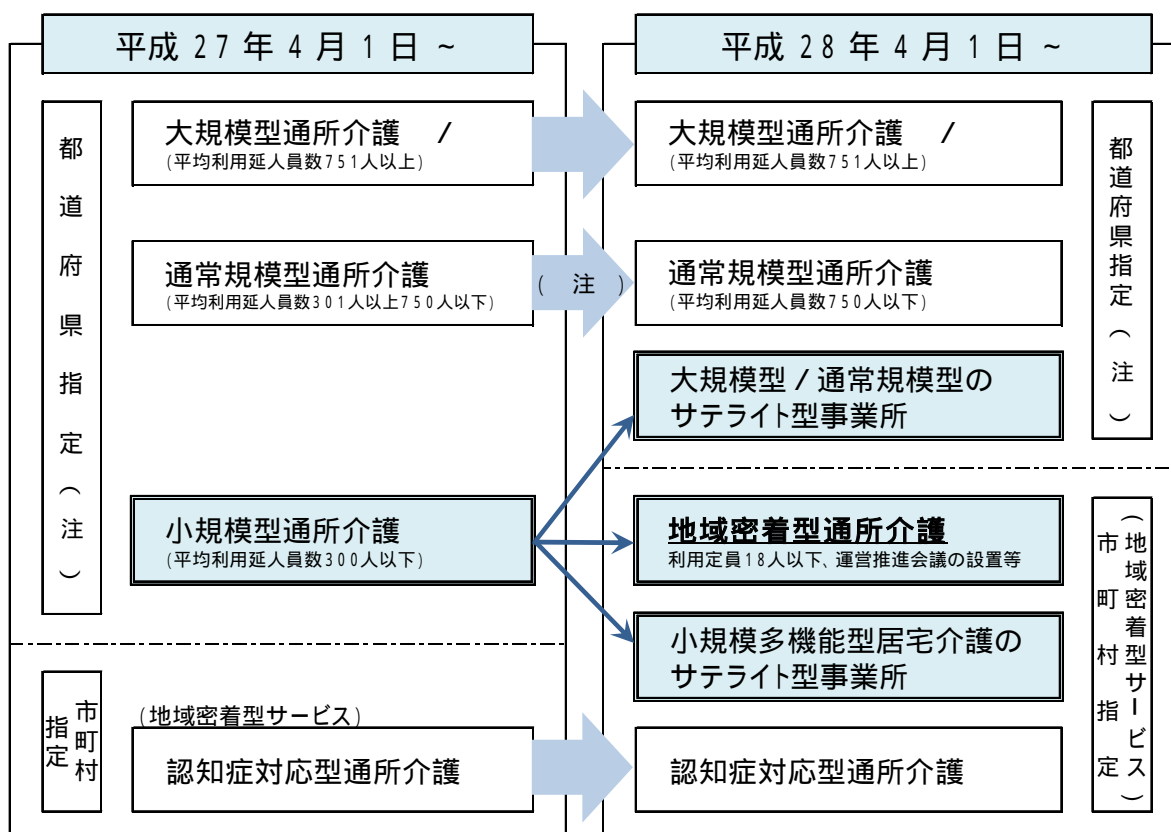 平成27年4月1日~
都道府県指定(注)
大規模型通所介護 /
(平均利用延人員数751人以上)
通常規模型通所介護
(平均利用延人員数301人以上750人以下)
小規模型通所介護
(平均利用延人員数300人以下)
市町村
指定
(地域密着型サービス)
認知症対応型通所介護
(注)
平成28年4月1日~
大規模型通所介護 /
(平均利用延人員数751人以上)
通常規模型通所介護
(平均利用延人員数750人以下)
大規模型/通常規模型の
サテライト型事業所
都道府県指定(注)
地域密着型通所介護
利用定員18人以下、運営推進会議の設置等
小規模多機能型居宅介護の
サテライト型事業所
認知症対応型通所介護
(地域密着型サービス)
市町村指定